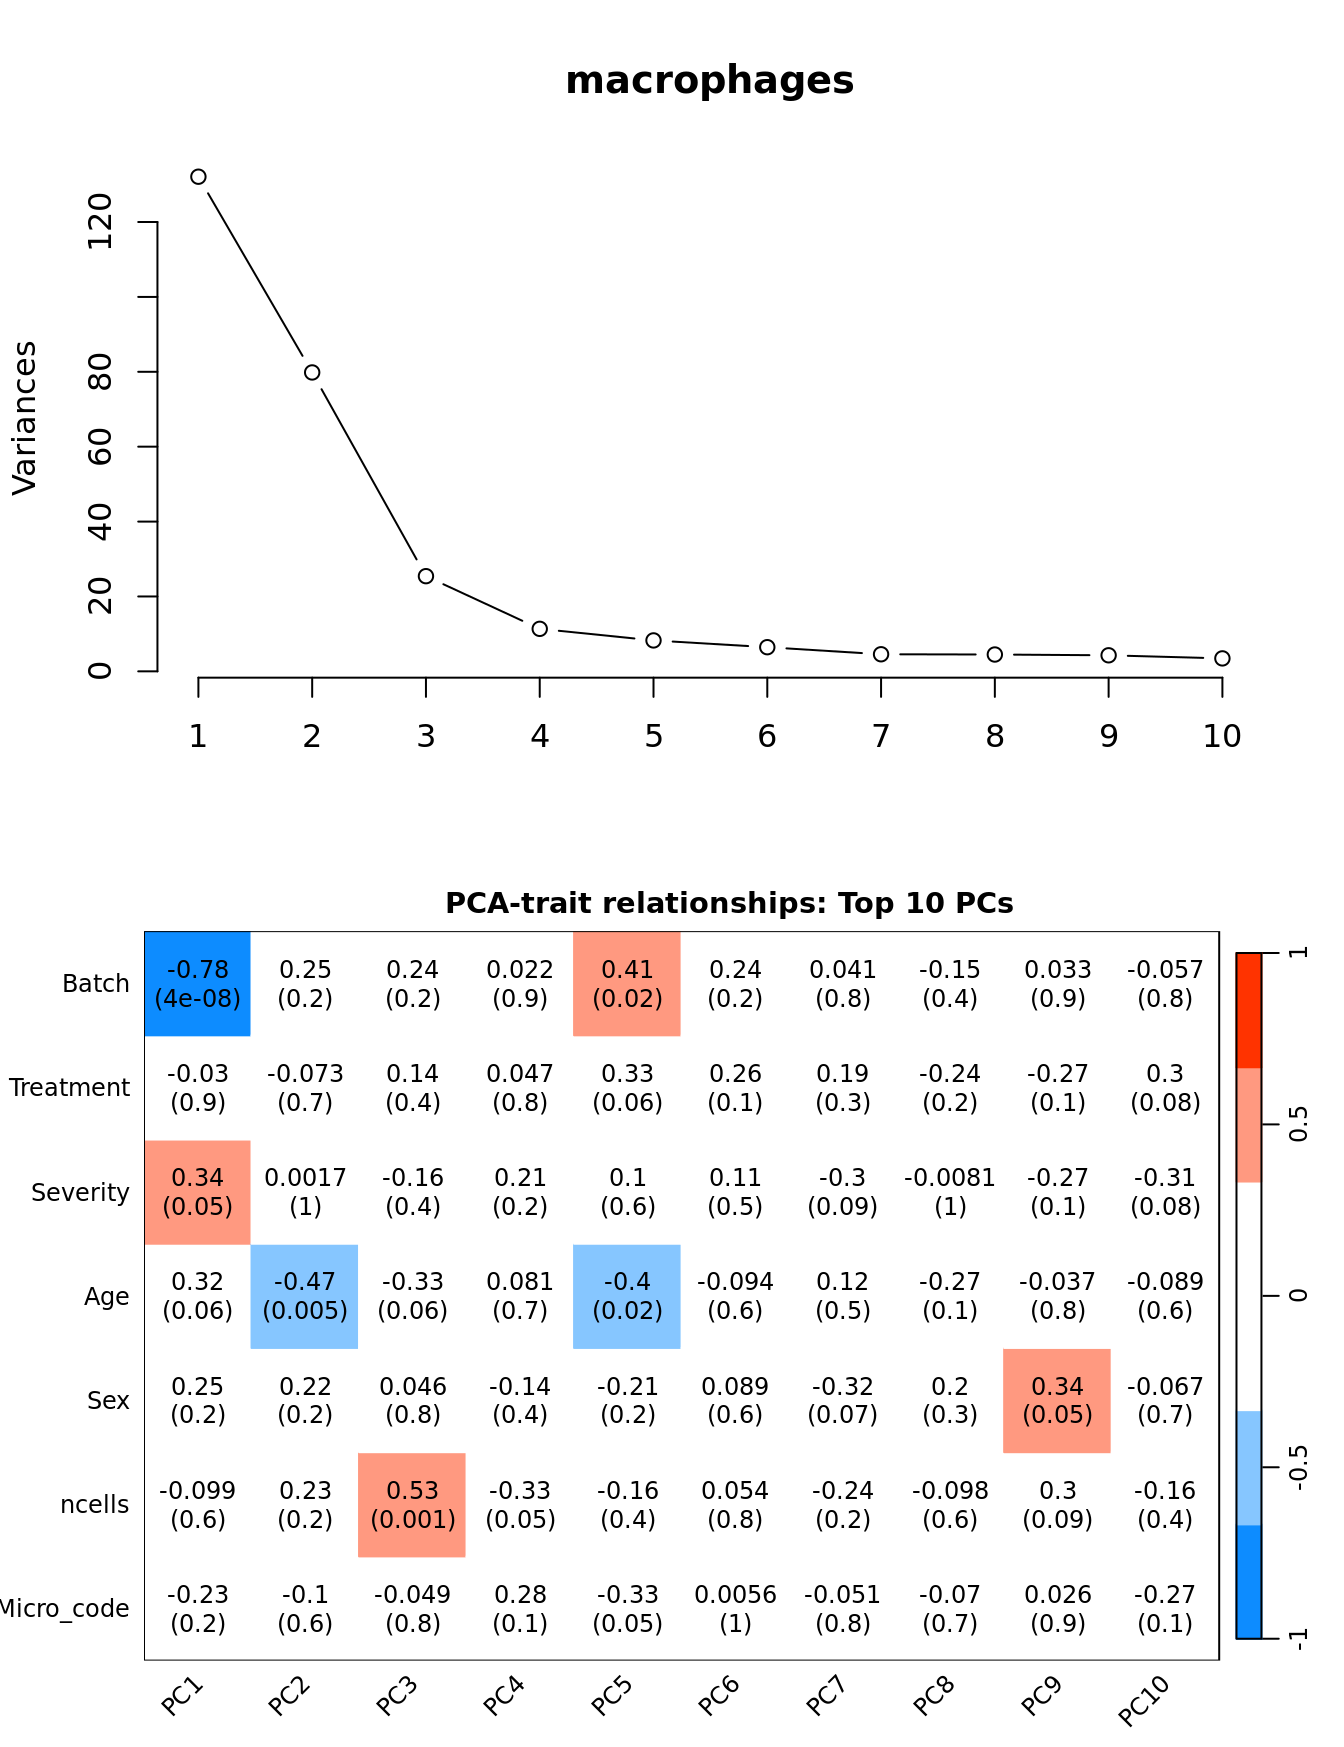 macrophages
Variances
120
80
60
40
20
0
1 2 3 4 5 6 7 8 9 10
PCA-trait relationships: Top 10 PCs
Batch -0.78 0.25 0.24 0.022 0.41 0.24 0.041 -0.15 0.033 -0.057
(4e-08) (0.2) (0.2) (0.9) (0.02) (0.2) (0.8) (0.4) (0.9) (0.8)
Treatment -0.03 -0.073 0.14 0.047 0.33 0.26 0.19 -0.24 -0.27 0.3
(0.9) (0.7) (0.4) (0.8) (0.06) (0.1) (0.3) (0.2) (0.1) (0.08)
Severity 0.34 0.0017 -0.16 0.21 0.1 0.11 -0.3 -0.0081 -0.27 -0.31
(0.05) (1) (0.4) (0.2) (0.6) (0.5) (0.09) (1) (0.1) (0.08)
Age 0.32 -0.47 -0.33 0.081 -0.4 -0.094 0.12 -0.27 -0.037 -0.089
(0.06) (0.005) (0.06) (0.7) (0.02) (0.6) (0.5) (0.1) (0.8) (0.6)
Sex 0.25 0.22 0.046 -0.14 -0.21 0.089 -0.32 0.2 0.34 -0.067
(0.2) (0.2) (0.8) (0.4) (0.2) (0.6) (0.07) (0.3) (0.05) (0.7)
ncells -0.099 0.23 0.53 -0.33 -0.16 0.054 -0.24 -0.098 0.3 -0.16
(0.6) (0.2) (0.001) (0.05) (0.4) (0.8) (0.2) (0.6) (0.09) (0.4)
Micro_code -0.23 -0.1 -0.049 0.28 -0.33 0.0056 -0.051 -0.07 0.026 -0.27
(0.2) (0.6) (0.8) (0.1) (0.05) (1) (0.8) (0.7) (0.9) (0.1)
PC1 PC2 PC3 PC4 PC5 PC6 PC7 PC8 PC9 PC10
1
0.5
0
-0.5
-1